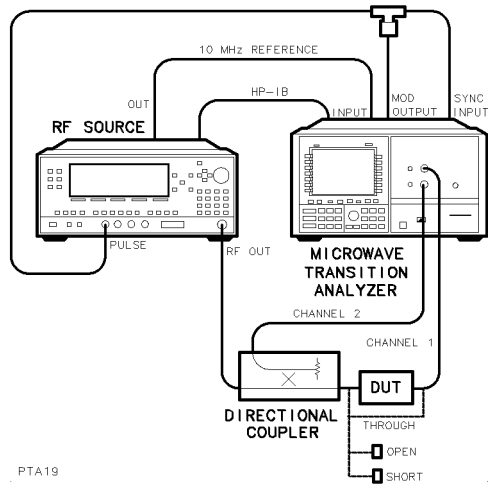 10 MHz REFERENCE
OUT
HP-IB
INPUT
MOD
OUTPUT
SYNC
INPUT
RF SOURCE
PULSE
RF OUT
MICROWAVE
TRANSITION
ANALYZER
CHANNEL 2
CHANNEL 1
DUT
DIRECTIONAL
COUPLER
THROUGH
OPEN
SHORT
PTA19